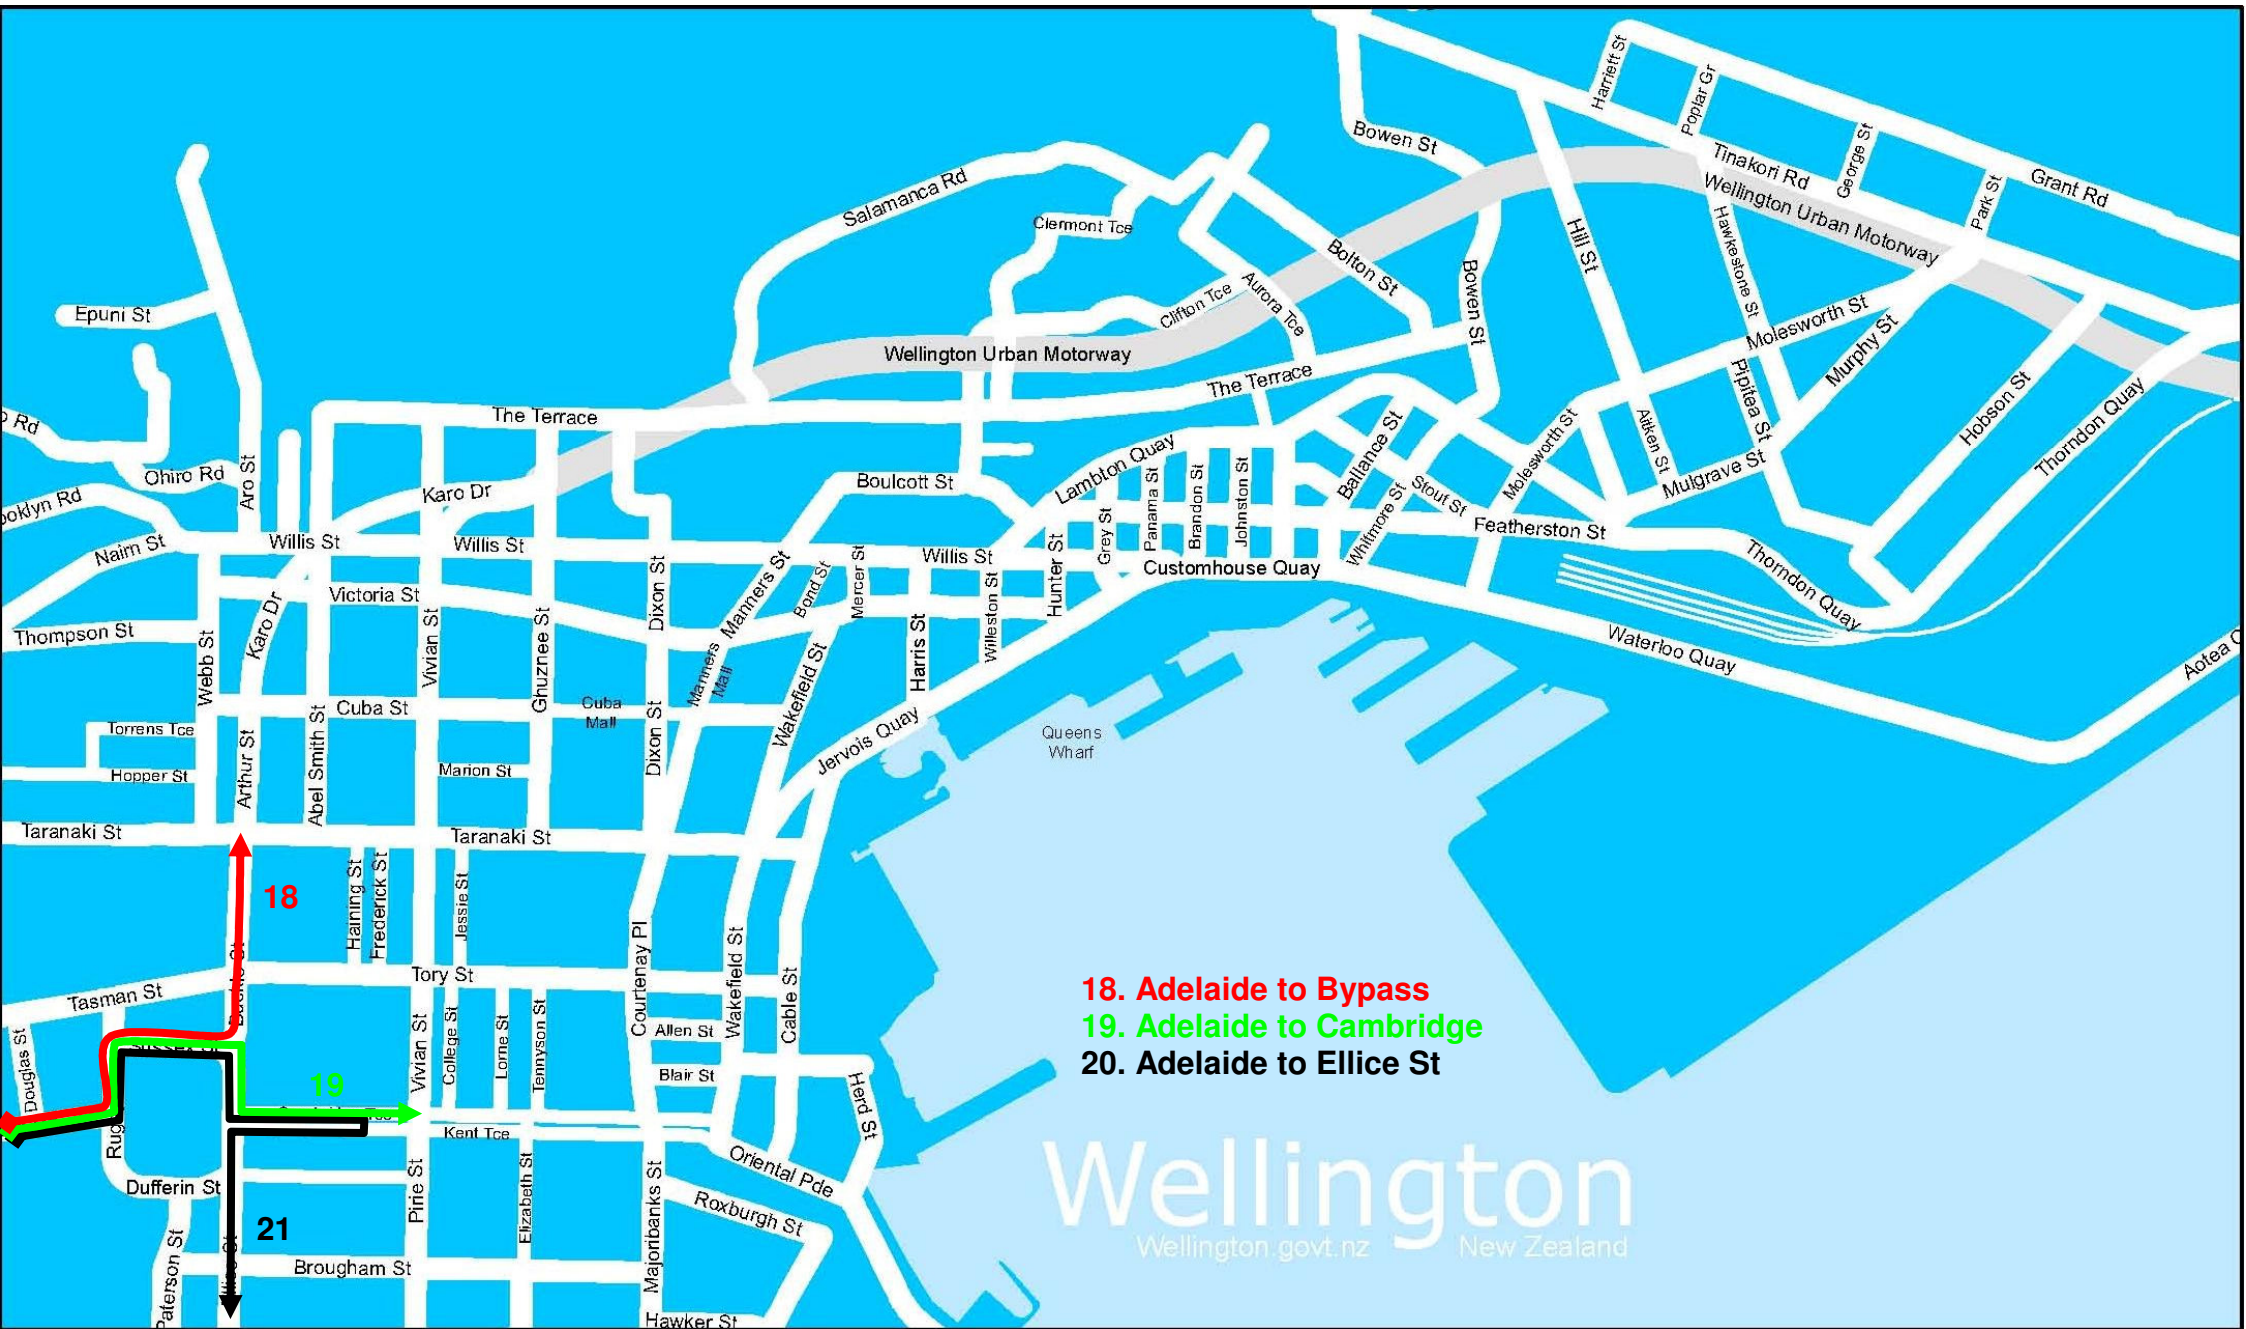 Harriett St
Poplar Gr
Bowen St
Tinakori Rd
George St
Grant Rd
Park St
Wellington Urban Motorway
Salamanca Rd
Clermont Tce
Hill St
Hawkestone St
Bolton St
Bowen St
Clifton Tce
Aurora Tce
Epuni St
Molesworth St
Murphy St
Wellington Urban Motorway
The Terrace
Pipitea St
Hobson St
Thorndon Quay
The Terrace
Rd
Ohiro Rd
Aro St
Karo Dr
Boulcott St
Lambton Quay
Panama St
Brandon St
Johnston St
Ballance St
Stout St
Molesworth St
Aitken St
Mulgrave St
ooklyn Rd
Nairn St
Willis St
Willis St
Willis St
Grey St
Whitmore St
Featherston St
Customhouse Quay
Thorndon Quay
Manners St
Bond St
Mercer St
Dixon St
Hunter St
Willeston St
Harris St
Victoria St
Karo Dr
Vivian St
Ghuznee St
Thompson St
Webb St
Waterloo Quay
Aotea
Manners
Mall
Wakefield St
Cuba St
Cuba
Mall
Jervois Quay
Queens
Wharf
Torrens Tce
Hopper St
Arthur St
Abel Smith St
Marion St
Dixon St
Taranaki St
Taranaki St
18
Haining St
Frederick St
Jessie St
Courtenay Pl
Wakefield St
Cable St
Tory St
Tasman St
Buckle St
18. Adelaide to Bypass
19. Adelaide to Cambridge
20. Adelaide to Ellice St
Douglas St
Vivian St
College St
Lorne St
Tennyson St
Allen St
Blair St
Herd St
19
Rug
Kent Tce
Dufferin St
Pirie St
Elizabeth St
Majoribanks St
Oriental Pde
Roxburgh St
21
Paterson St
Brougham St
Hawker St
Wellington
Wellington.govt.nz
New Zealand